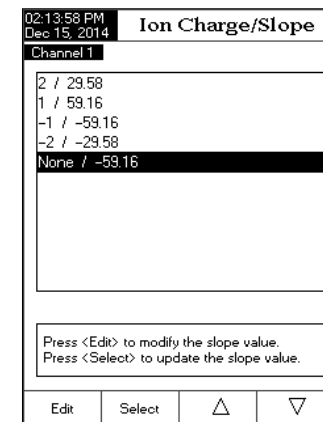 02:13:58 PM
Dec 15, 2014
Ion Charge/Slope
Channel 1
2 / 29.58
1 / 59.16
-1 / -59.16
-2 / -29.58
None / -59.16
Press <Edit> to modify the slope value.
Press <Select> to update the slope value.
Edit Select △ ▽